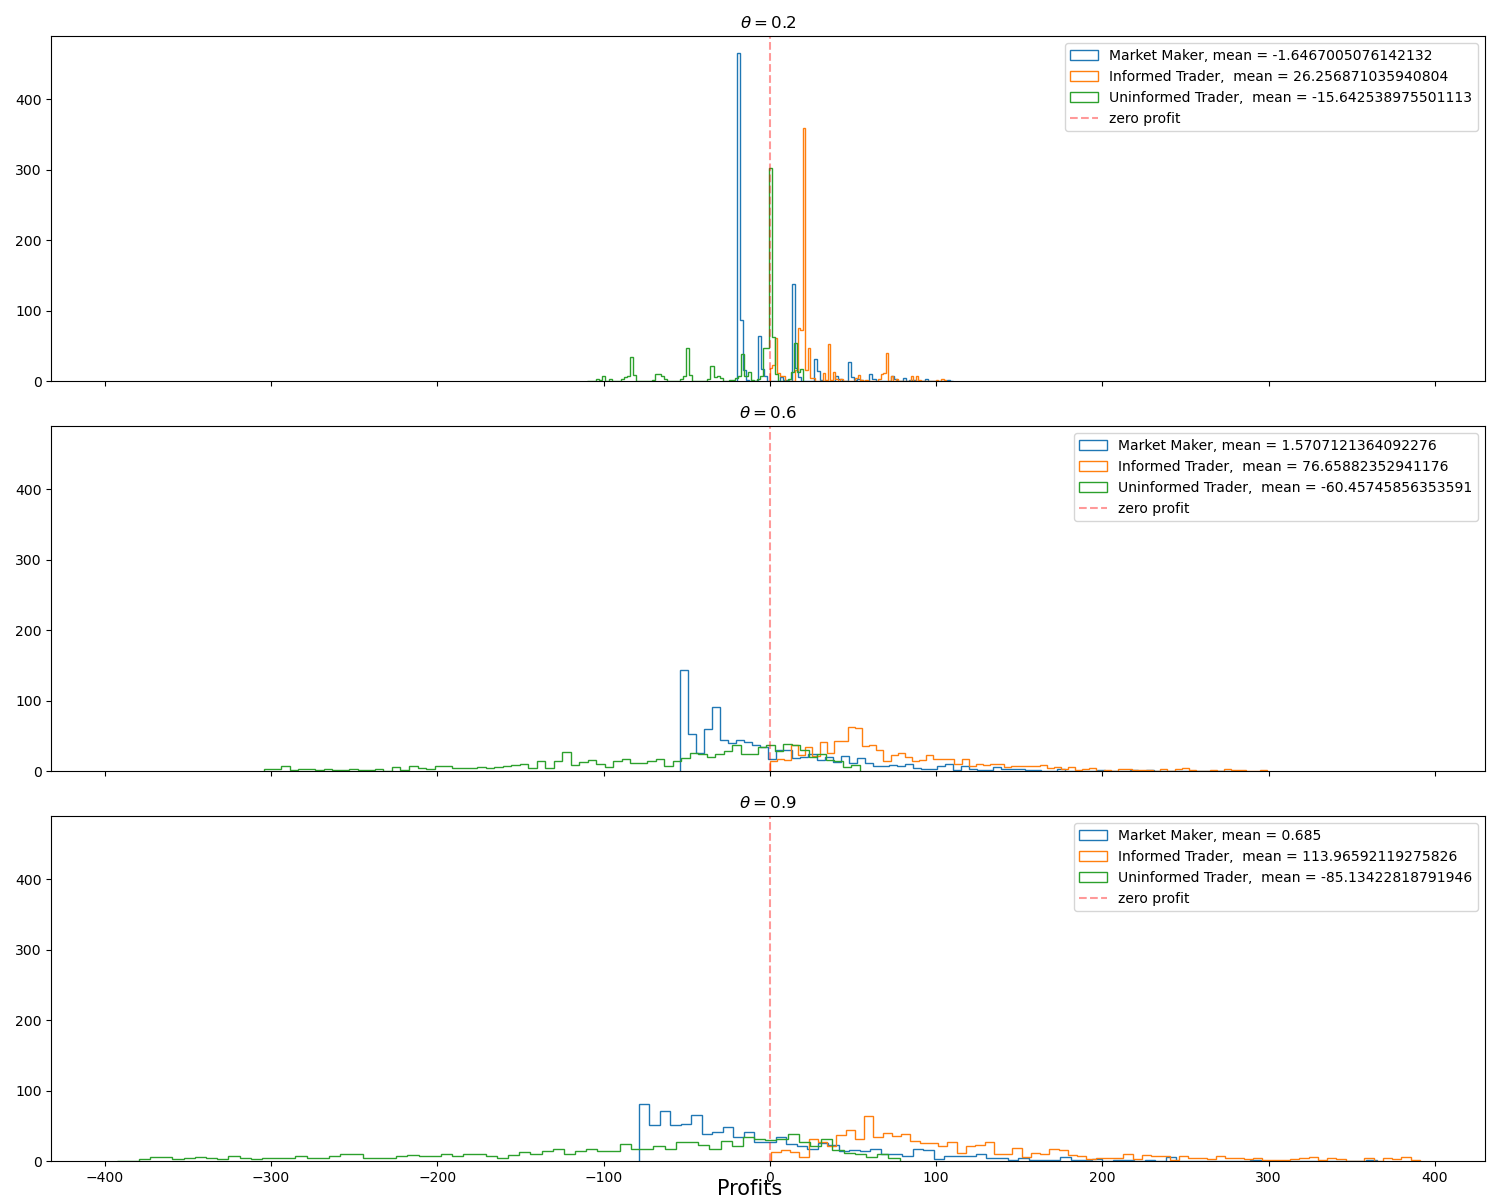 θ = 0.2
Market Maker, mean = -1.6467005076142132
Informed Trader,  mean = 26.256871035940804
Uninformed Trader,  mean = -15.642538975501113
zero profit
400
300
200
100
0
θ = 0.6
Market Maker, mean = 1.5707121364092276
Informed Trader,  mean = 76.65882352941176
Uninformed Trader,  mean = -60.45745856353591
zero profit
400
300
200
100
0
θ = 0.9
Market Maker, mean = 0.685
Informed Trader,  mean = 113.96592119275826
Uninformed Trader,  mean = -85.13422818791946
zero profit
400
300
200
100
0
−400 −300 −200 −100 0 100 200 300 400
Profits